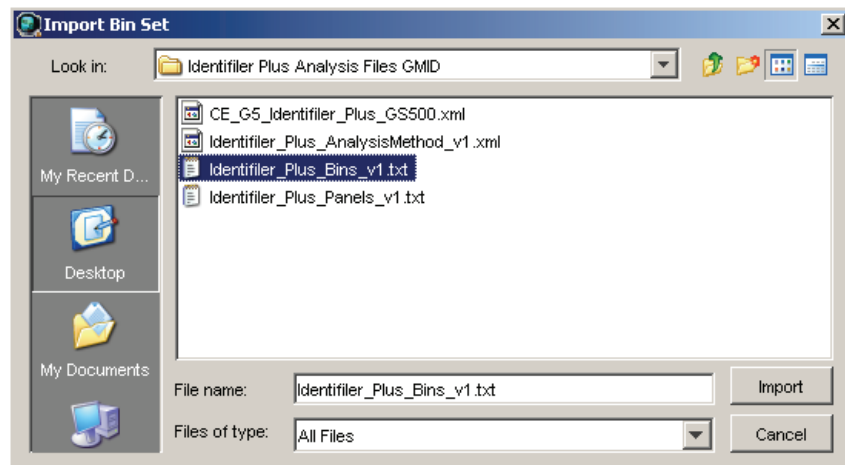 Import Bin Set
Look in: Identifiler Plus Analysis Files GMID
CE_G5_Identifiler_Plus_GS500.xml
Identifiler_Plus_AnalysisMethod_v1.xml
Identifiler_Plus_Bins_v1.txt
Identifiler_Plus_Panels_v1.txt
My Recent D...
Desktop
My Documents
File name: Identifiler_Plus_Bins_v1.txt Import
Files of type: All Files Cancel